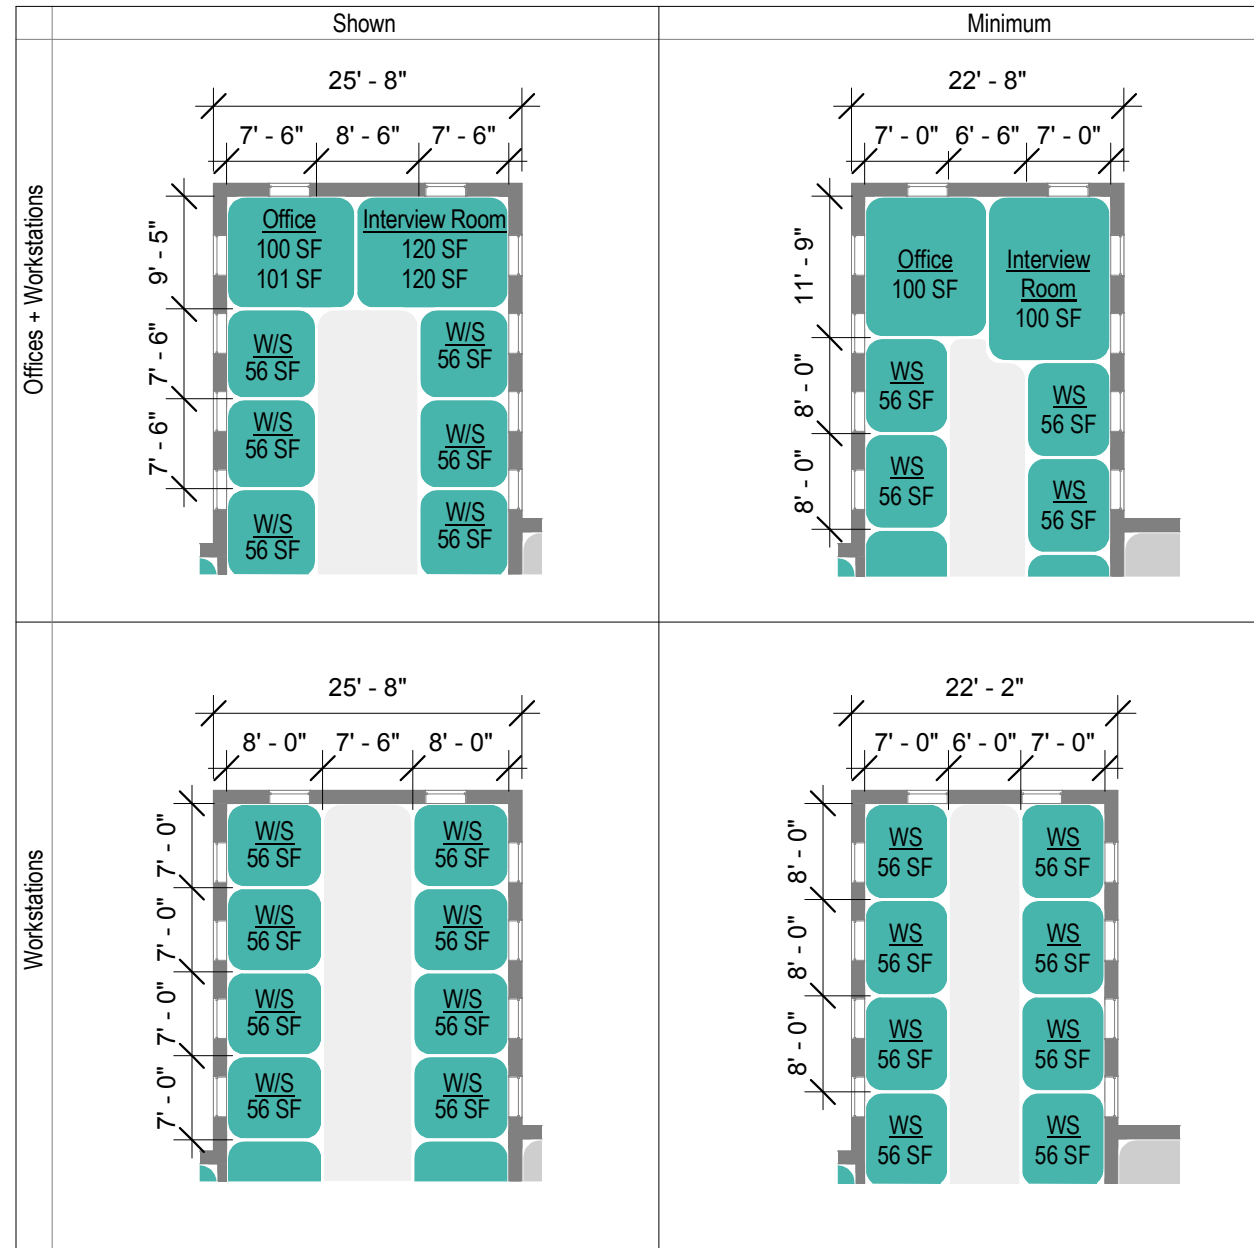 Shown
Minimum
Offices + Workstations
25' - 8"
7' - 6" 8' - 6" 7' - 6"
9' - 5"
7' - 6"
7' - 6"
Office
100 SF
101 SF
Interview Room
120 SF
120 SF
W/S
56 SF
W/S
56 SF
W/S
56 SF
W/S
56 SF
W/S
56 SF
W/S
56 SF
22' - 8"
7' - 0" 6' - 6" 7' - 0"
11' - 9"
8' - 0"
8' - 0"
Office
100 SF
Interview
Room
100 SF
WS
56 SF
WS
56 SF
WS
56 SF
WS
56 SF
Workstations
25' - 8"
8' - 0" 7' - 6" 8' - 0"
7' - 0"
7' - 0"
7' - 0"
7' - 0"
W/S
56 SF
W/S
56 SF
W/S
56 SF
W/S
56 SF
W/S
56 SF
W/S
56 SF
W/S
56 SF
W/S
56 SF
22' - 2"
7' - 0" 6' - 0" 7' - 0"
8' - 0"
8' - 0"
8' - 0"
WS
56 SF
WS
56 SF
WS
56 SF
WS
56 SF
WS
56 SF
WS
56 SF
WS
56 SF
WS
56 SF